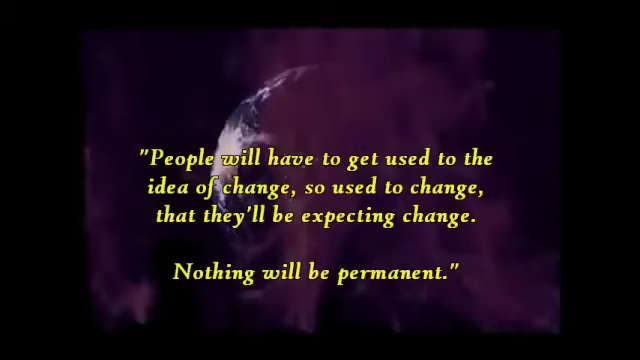 "People will have to get used to the
idea of change, so used to change,
that they'll be expecting change.
Nothing will be permanent."